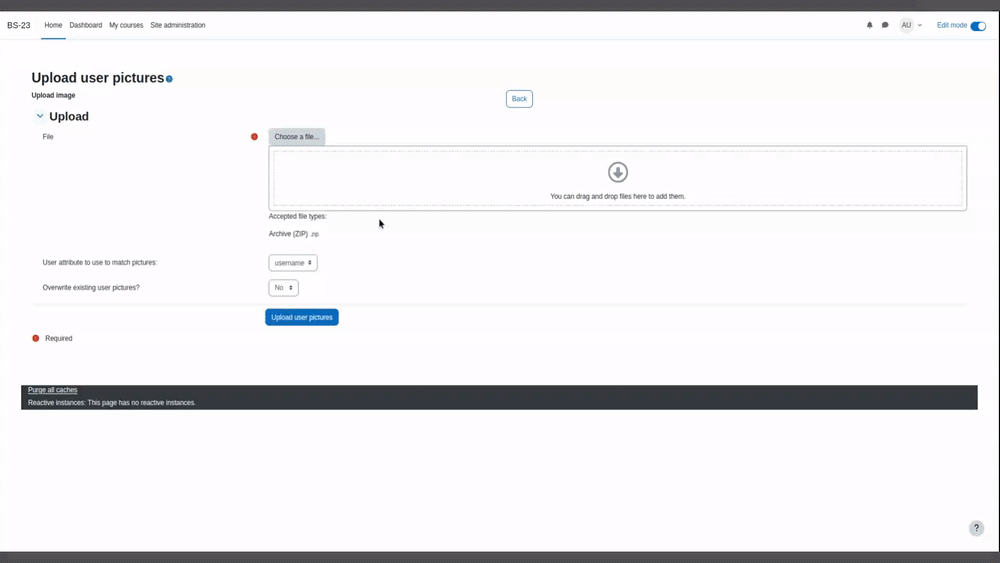 BS-23 Home Dashboard My courses Site administration AU Edit mode
Upload user pictures
Upload image
Back
Upload
File
Choose a file...
You can drag and drop files here to add them.
Accepted file types:
Archive (ZIP) .zip
User attribute to use to match pictures: username
Overwrite existing user pictures? No
Upload user pictures
Required
Purge all caches
Reactive instances: This page has no reactive instances.
?